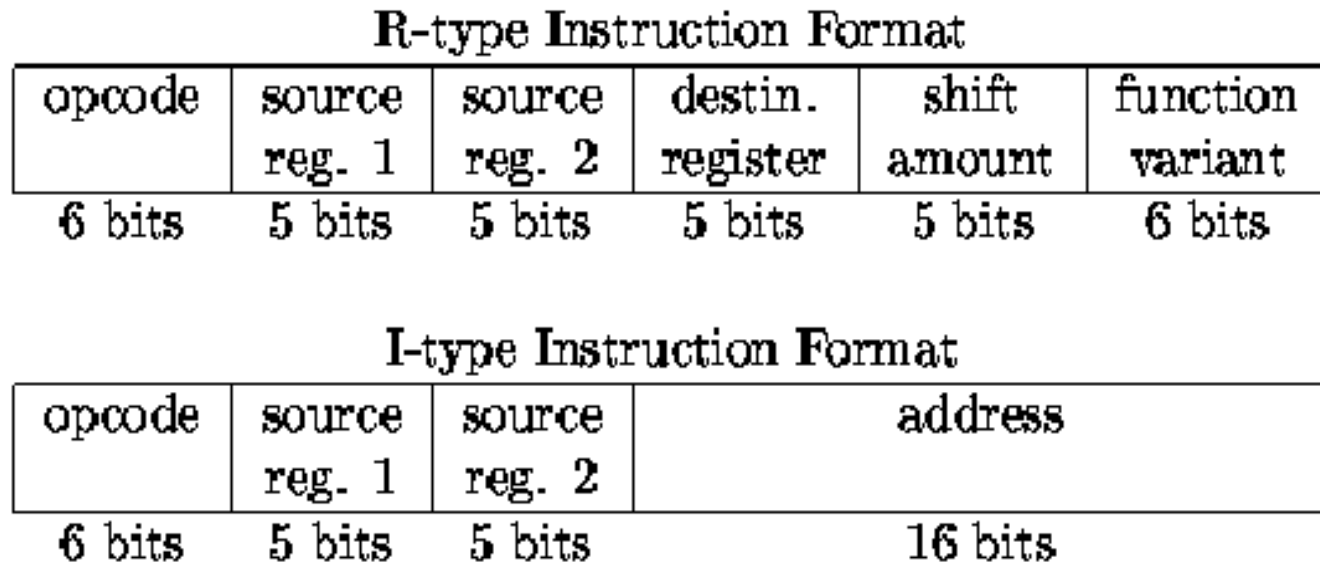 R-type Instruction Format
opcode source source destin. shift function
reg. 1 reg. 2 register amount variant
6 bits 5 bits 5 bits 5 bits 5 bits 6 bits
I-type Instruction Format
opcode source source address
reg. 1 reg. 2
6 bits 5 bits 5 bits 16 bits